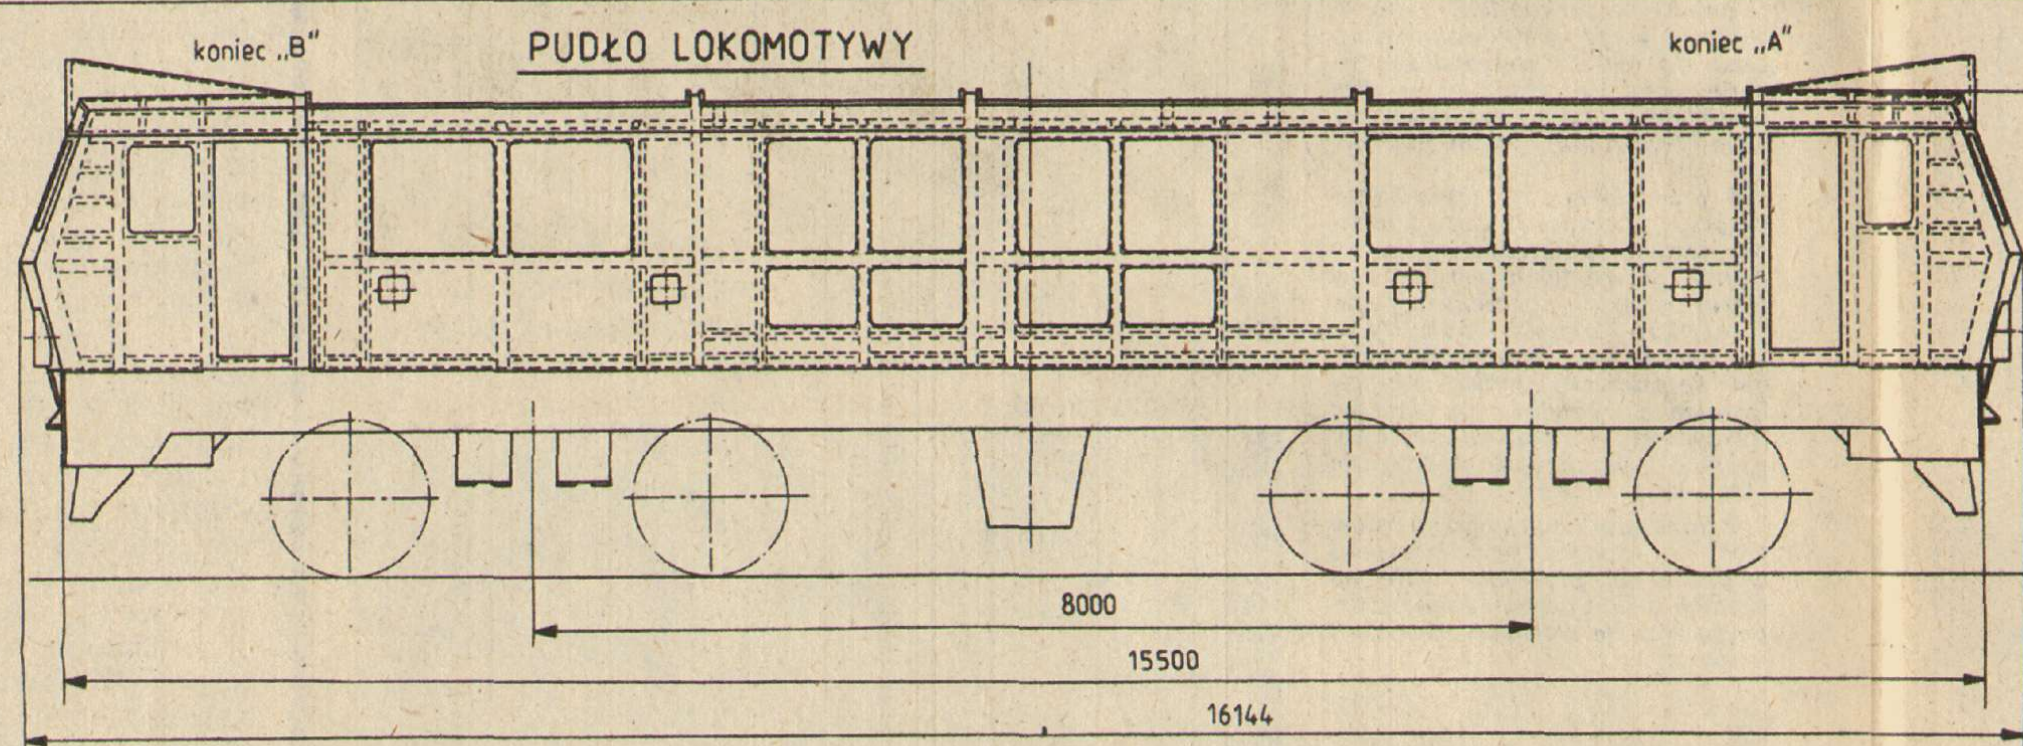 koniec „B”
PUDŁO LOKOMOTYWY
koniec „A”
8000
15500
16144